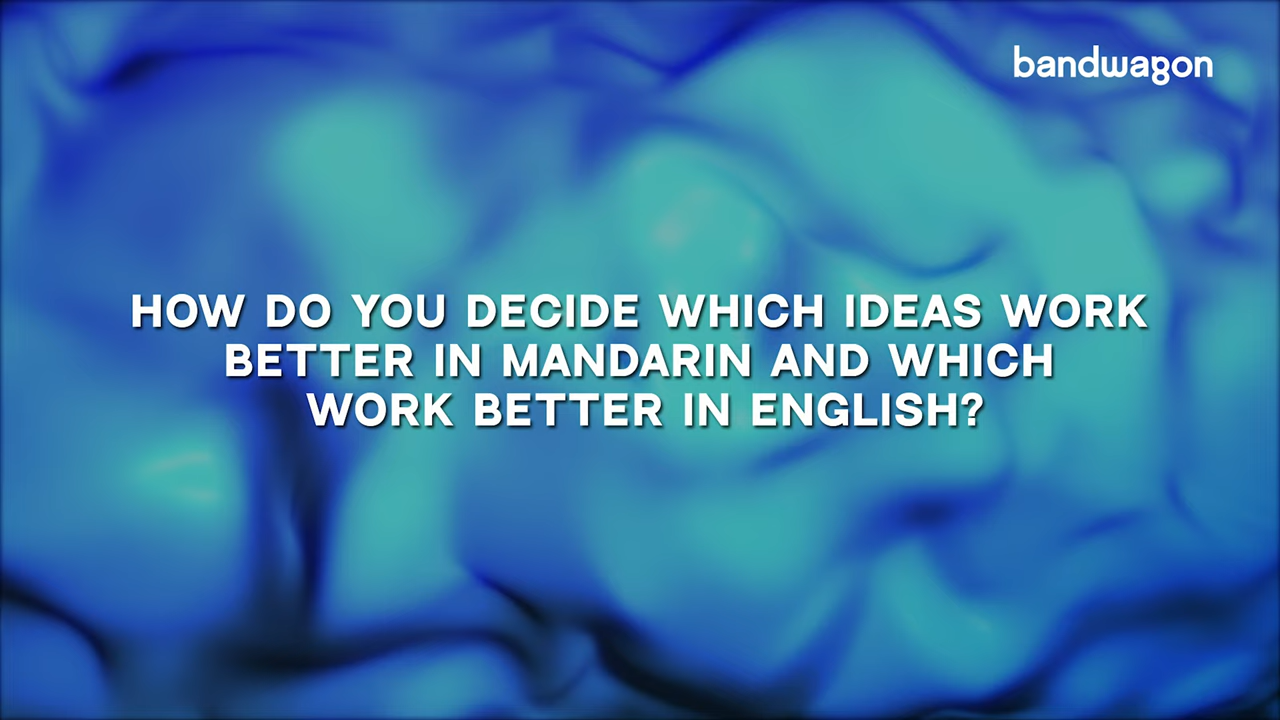 bandwagon
HOW DO YOU DECIDE WHICH IDEAS WORK
BETTER IN MANDARIN AND WHICH
WORK BETTER IN ENGLISH?